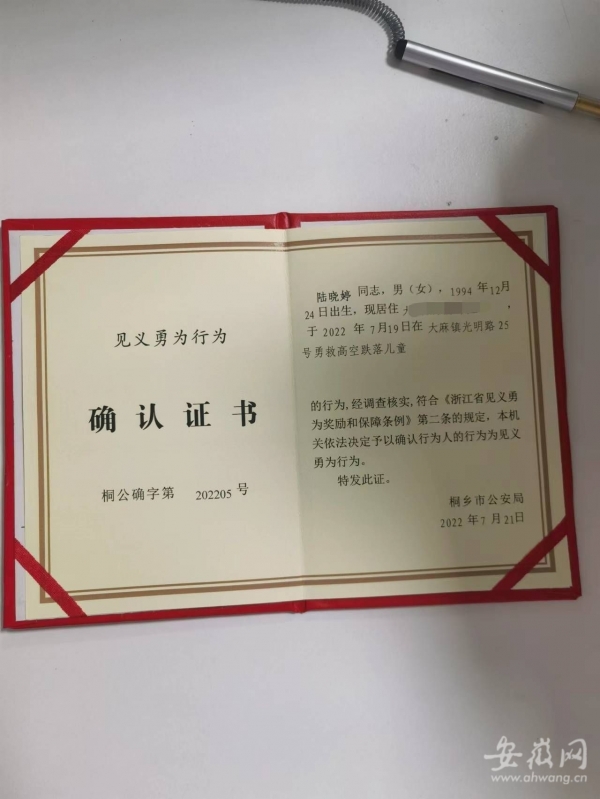 见义勇为行为
确认证书
桐公确字第 202205 号
陆晓婷 同志，男（女），1994 年12月
24日出生，现居住
，
于 2022 年 7月19日在 大麻镇光明路 25
号勇救高空跌落儿童
的行为，经调查核实，符合《浙江省见义勇
为奖励和保障条例》第二条的规定，本机
关依法决定予以确认行为人的行为为见义
勇为行为。
特发此证。
桐乡市公安局
2022 年 7 月 21日
安徽网
www.ahwang.cn